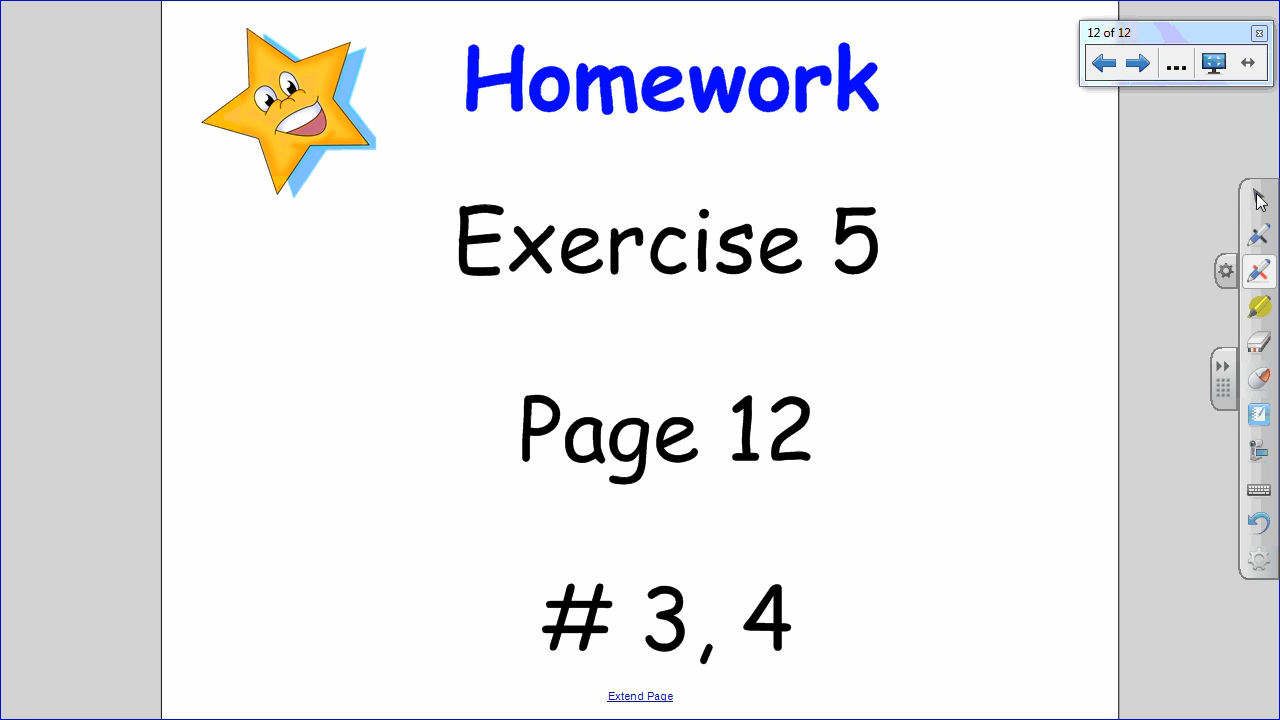 12 of 12
Homework
Exercise 5
Page 12
# 3, 4
Extend Page